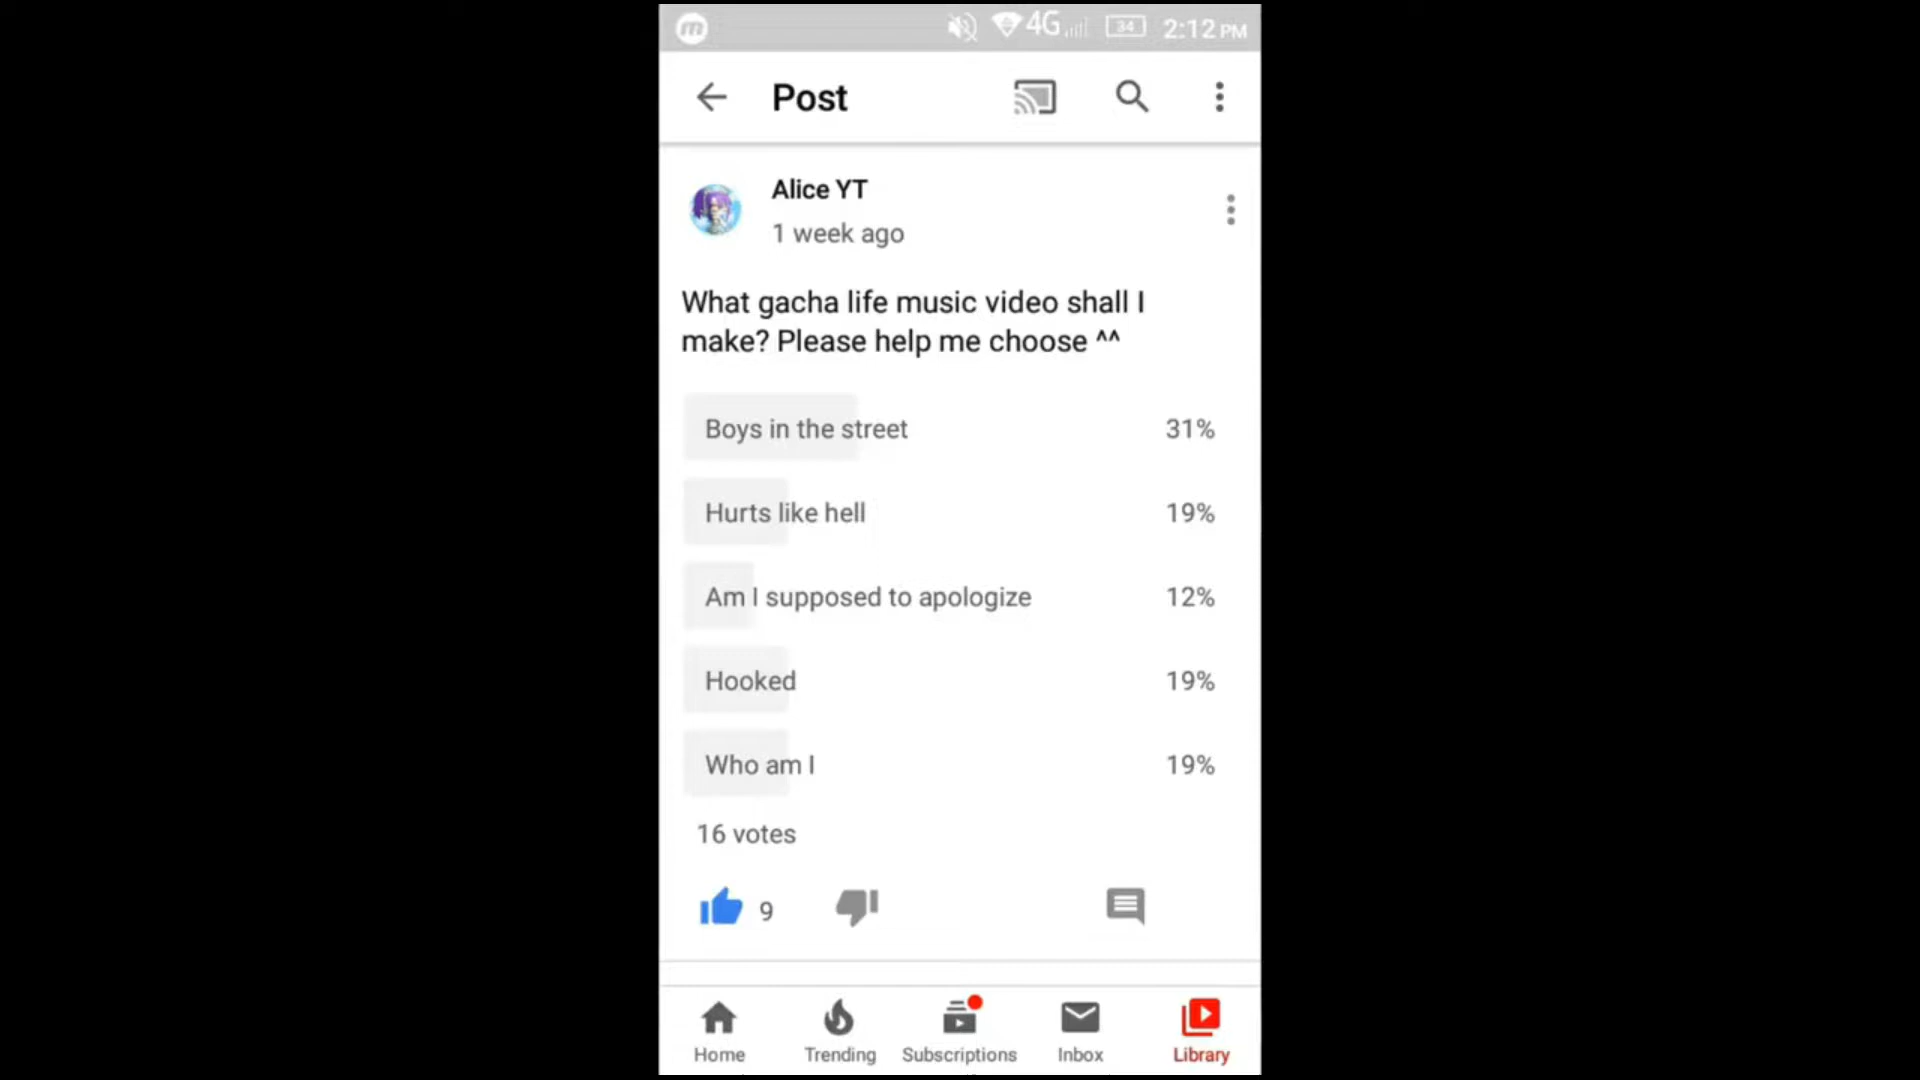 4G 34 2:12 PM
Post
Alice YT
1 week ago
What gacha life music video shall I
make? Please help me choose ^^
Boys in the street 31%
Hurts like hell 19%
Am I supposed to apologize 12%
Hooked 19%
Who am I 19%
16 votes
9
Home Trending Subscriptions Inbox Library